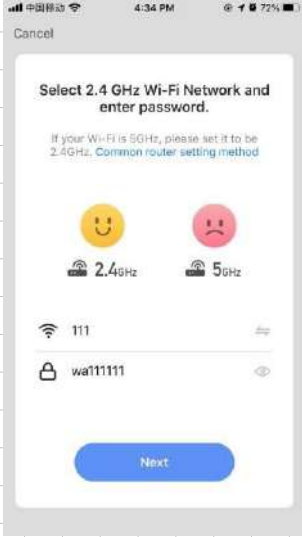 中国移动 4:34 PM 72%
Cancel
Select 2.4 GHz Wi-Fi Network and
enter password.
If your Wi-Fi is 5GHz, please set it to be
2.4GHz. Common router setting method
2.4GHz 5GHz
111
wa111111
Next